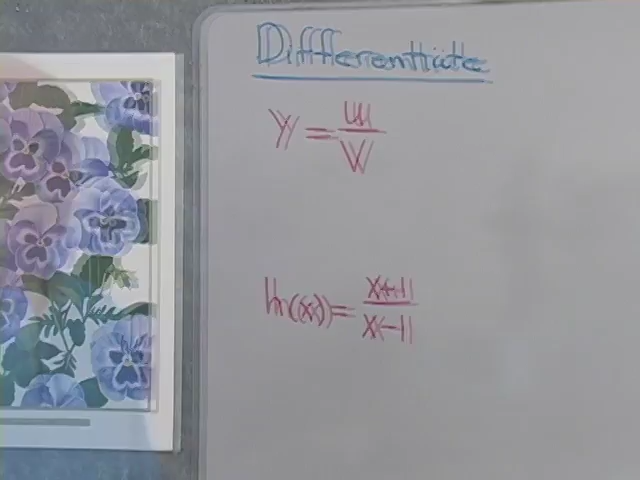 Differentiate
y = u/v
h(x) = x+1/x-1